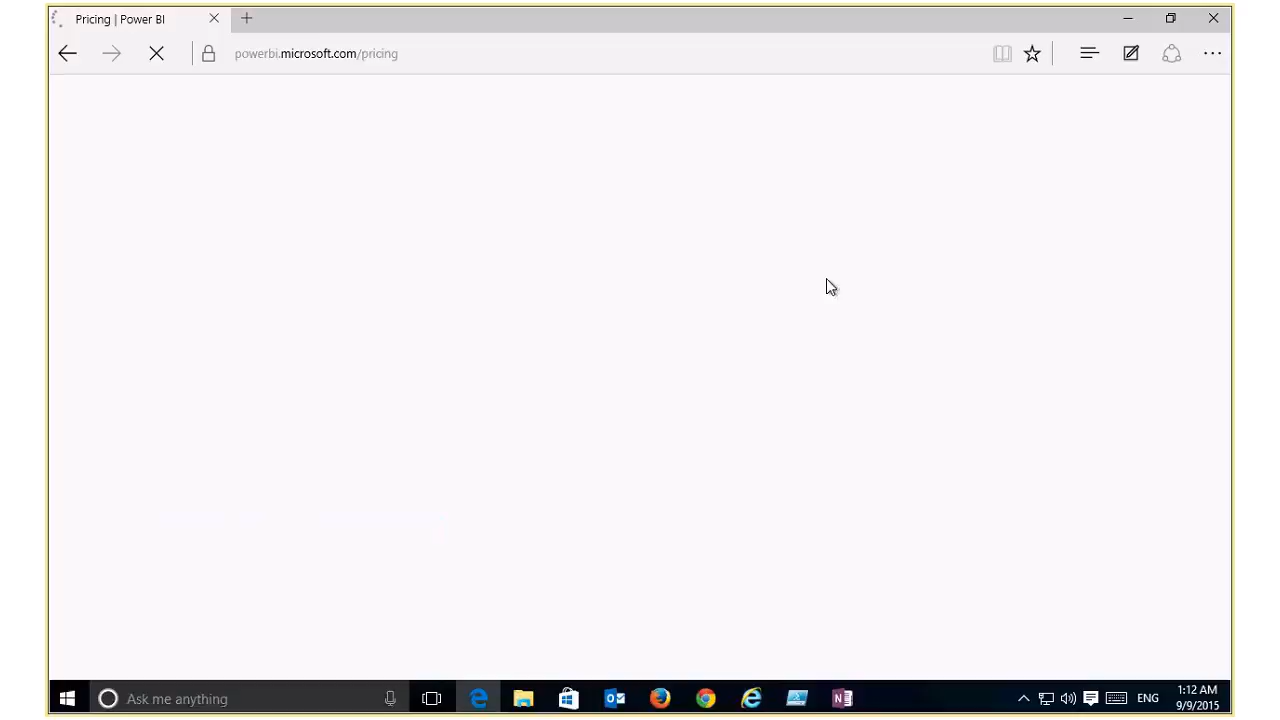 Pricing | Power BI
powerbi.microsoft.com/pricing
Ask me anything
ENG
1:12 AM
9/9/2015